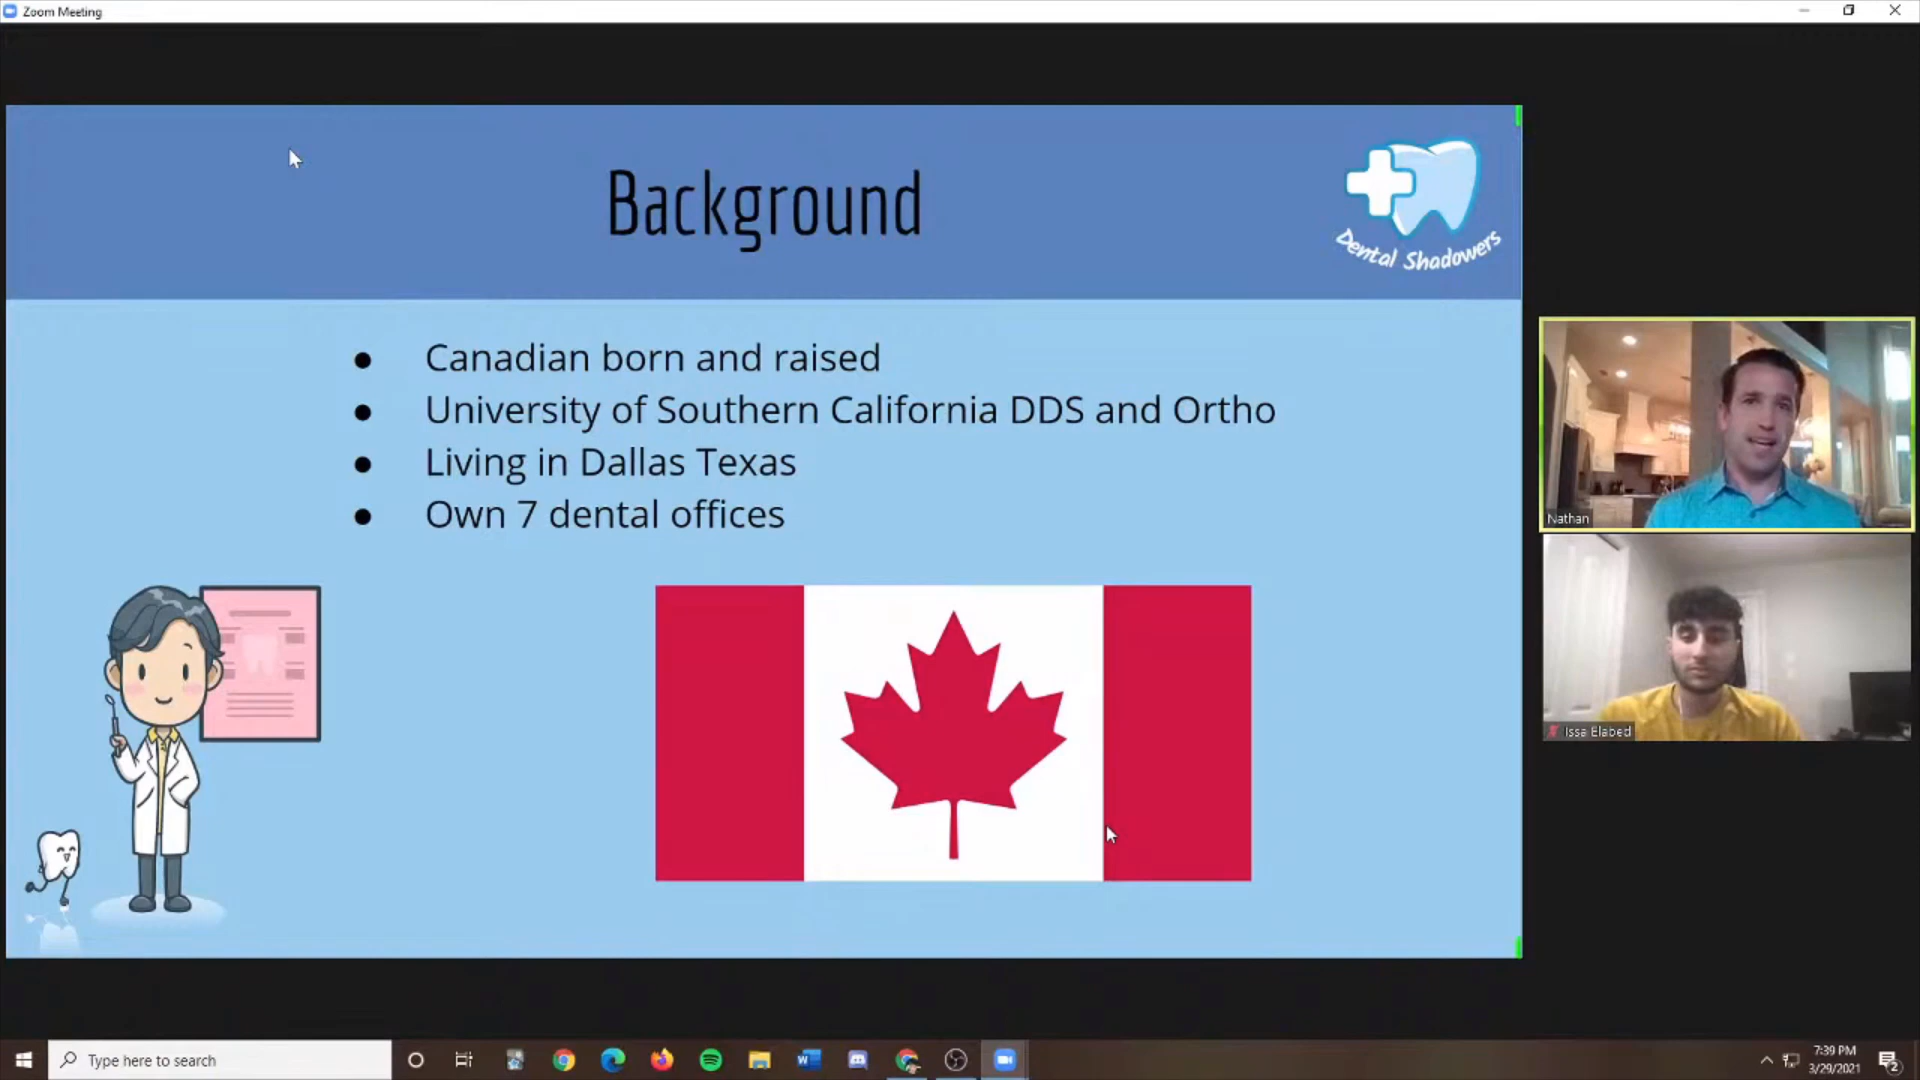 Zoom Meeting
Background
Dental Shadowers
● Canadian born and raised
● University of Southern California DDS and Ortho
● Living in Dallas Texas
● Own 7 dental offices
Nathan
Issa Elabed
Type here to search
7:39 PM
3/29/2021
2